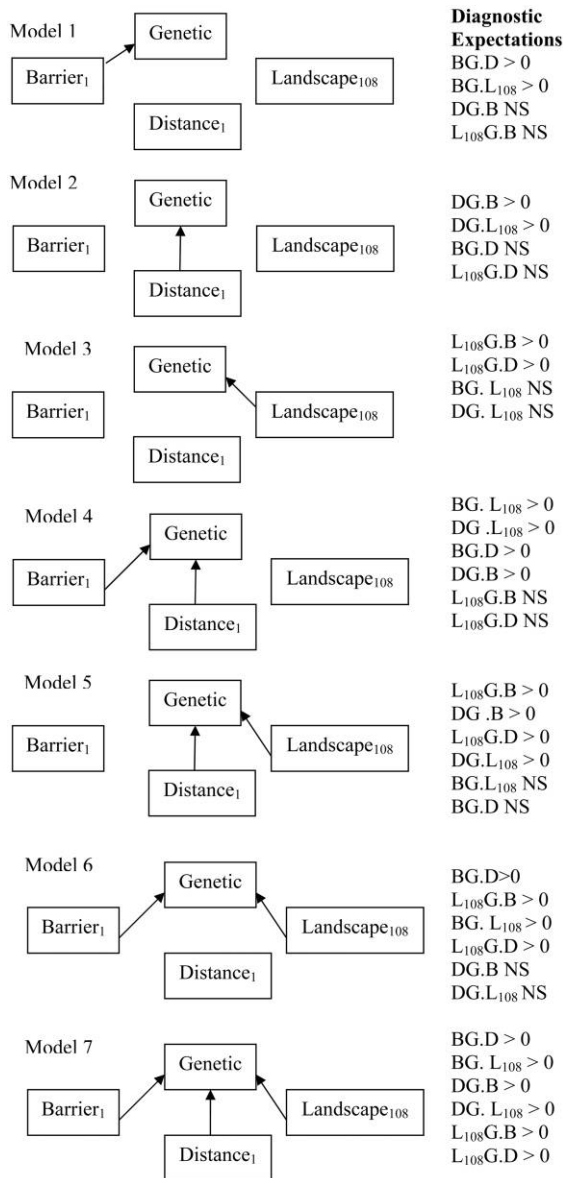 Diagnostic
Expectations
Model 1
Genetic
Barrier₁
Landscape₁₀₈
Distance₁
BG.D > 0
BG.L₁₀₈ > 0
DG.B NS
L₁₀₈G.B NS
Model 2
Genetic
Barrier₁
Landscape₁₀₈
Distance₁
DG.B > 0
DG.L₁₀₈ > 0
BG.D NS
L₁₀₈G.D NS
Model 3
Genetic
Barrier₁
Landscape₁₀₈
Distance₁
L₁₀₈G.B > 0
L₁₀₈G.D > 0
BG. L₁₀₈ NS
DG. L₁₀₈ NS
Model 4
Genetic
Barrier₁
Landscape₁₀₈
Distance₁
BG. L₁₀₈ > 0
DG .L₁₀₈ > 0
BG.D > 0
DG.B > 0
L₁₀₈G.B NS
L₁₀₈G.D NS
Model 5
Genetic
Barrier₁
Landscape₁₀₈
Distance₁
L₁₀₈G.B > 0
DG .B > 0
L₁₀₈G.D > 0
DG.L₁₀₈ > 0
BG.L₁₀₈ NS
BG.D NS
Model 6
Genetic
Barrier₁
Landscape₁₀₈
Distance₁
BG.D>0
L₁₀₈G.B > 0
BG. L₁₀₈ > 0
L₁₀₈G.D > 0
DG.B NS
DG.L₁₀₈ NS
Model 7
Genetic
Barrier₁
Landscape₁₀₈
Distance₁
BG.D > 0
BG. L₁₀₈ > 0
DG.B > 0
DG. L₁₀₈ > 0
L₁₀₈G.B > 0
L₁₀₈G.D > 0